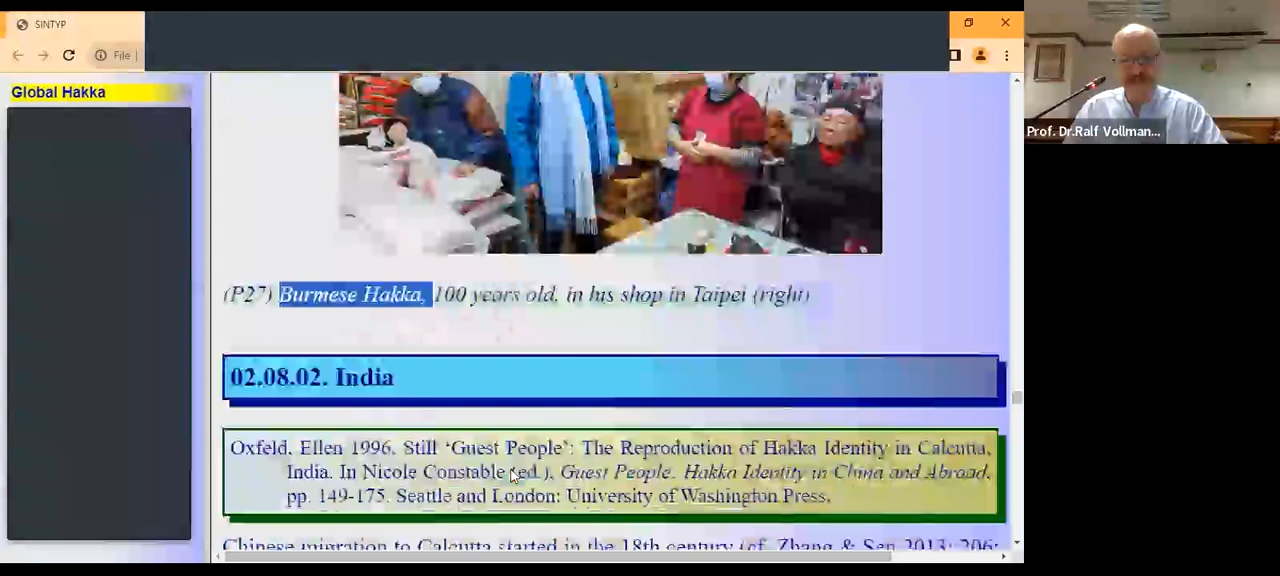 SINTYP
File
Global Hakka
Prof. Dr.Ralf Vollman...
(P27) Burmese Hakka, 100 years old, in his shop in Taipei (right)
02.08.02. India
Oxfeld, Ellen 1996. Still ‘Guest People’: The Reproduction of Hakka Identity in Calcutta,
India. In Nicole Constable (ed.), Guest People. Hakka Identity in China and Abroad,
pp. 149-175. Seattle and London: University of Washington Press.
Chinese migration to Calcutta started in the 18th century (cf. Zhang & Sen 2013: 206: